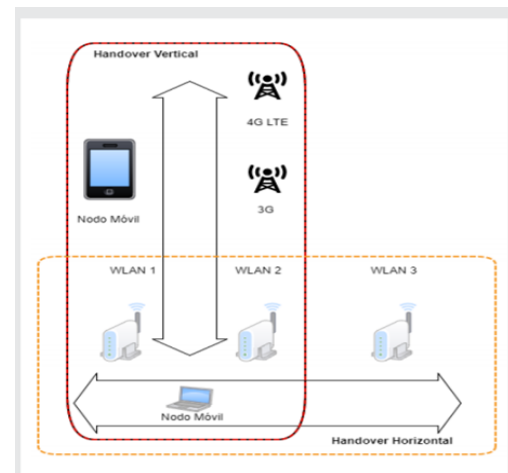 Handover Vertical
4G LTE
3G
Nodo Móvil
WLAN 1
WLAN 2
WLAN 3
Nodo Móvil
Handover Horizontal